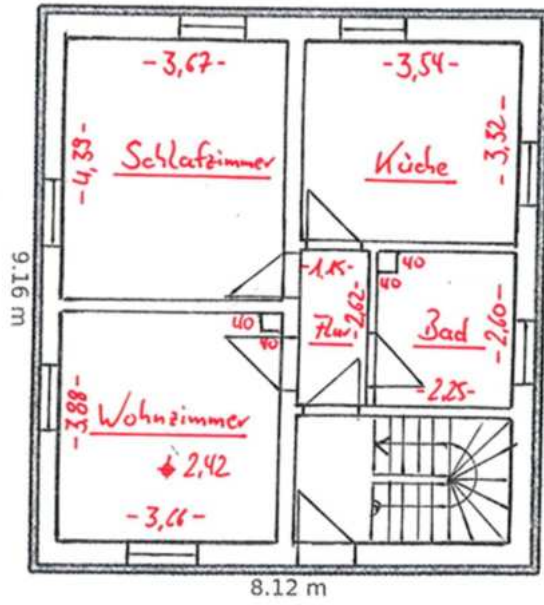 -3,67-
-3,54-
-4,39-
Schlafzimmer
Küche
-3,32-
9.16 m
-1,15-
40
40
Flur
-2,62-
Bad
-2,60-
-2,25-
40
40
-3,88-
Wohnzimmer
2,42
-3,66-
8.12 m